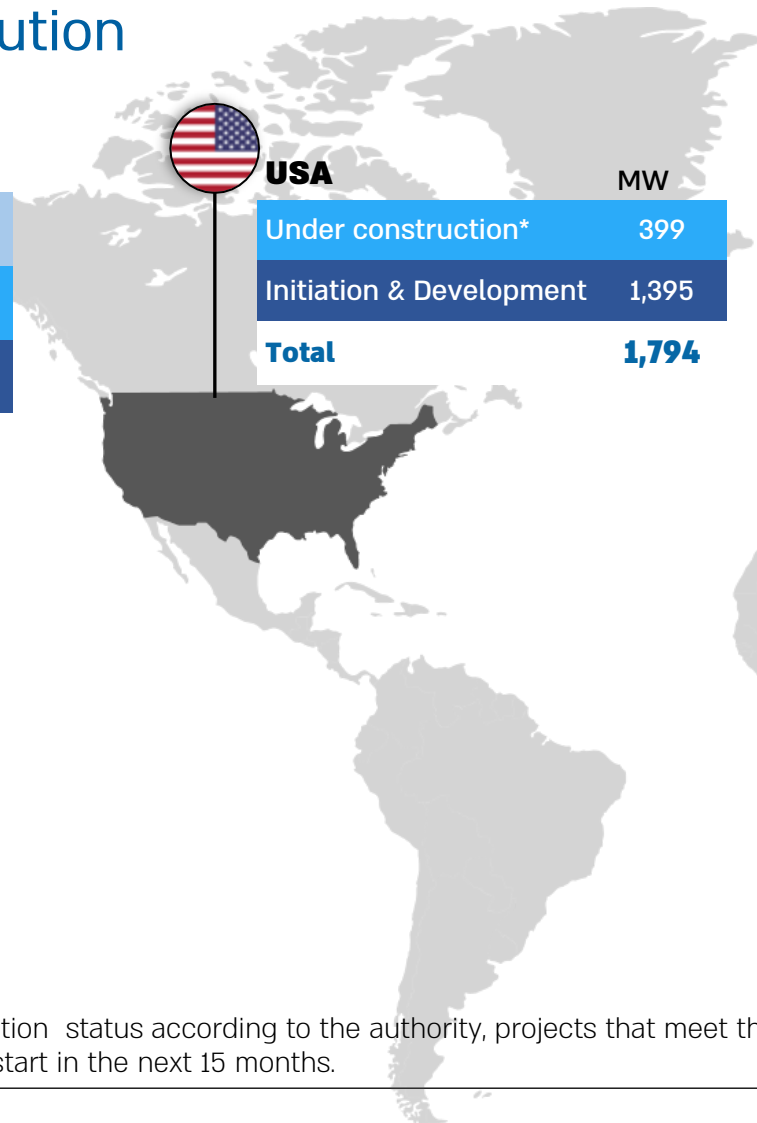 ution
USA MW
Under construction* 399
Initiation & Development 1,395
Total 1,794
tion status according to the authority, projects that meet th
start in the next 15 months.